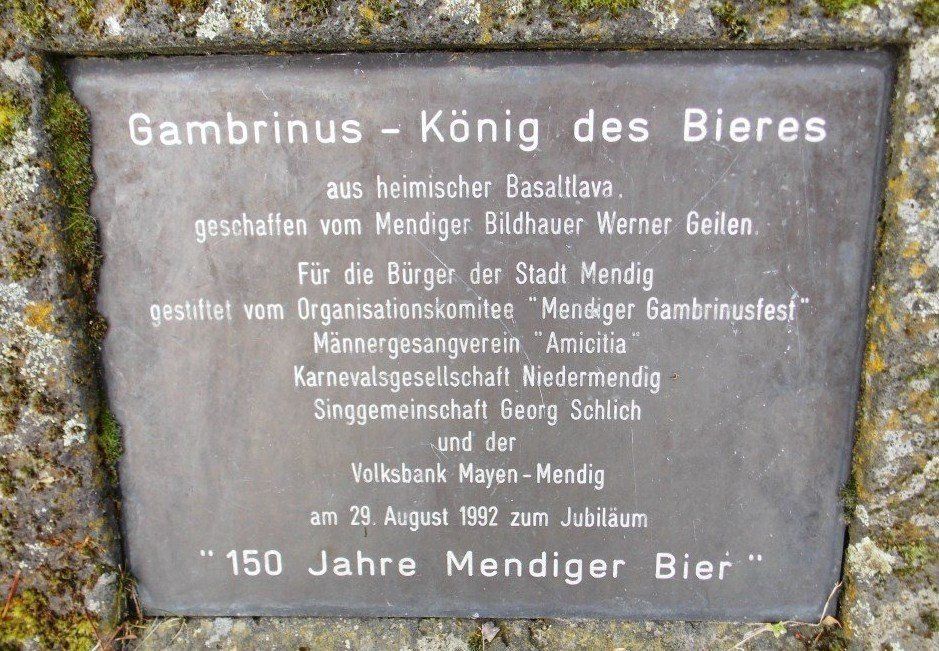 Gambrinus - König des Bieres
aus heimischer Basaltlava.
geschaffen vom Mendiger Bildhauer Werner Geilen.
Für die Bürger der Stadt Mendig
gestiftet vom Organisationskomitee "Mendiger Gambrinusfest"
Männergesangverein "Amicitia"
Karnevalsgesellschaft Niedermendig
Singgemeinschaft Georg Schlich
und der
Volksbank Mayen-Mendig
am 29. August 1992 zum Jubiläum
"150 Jahre Mendiger Bier"